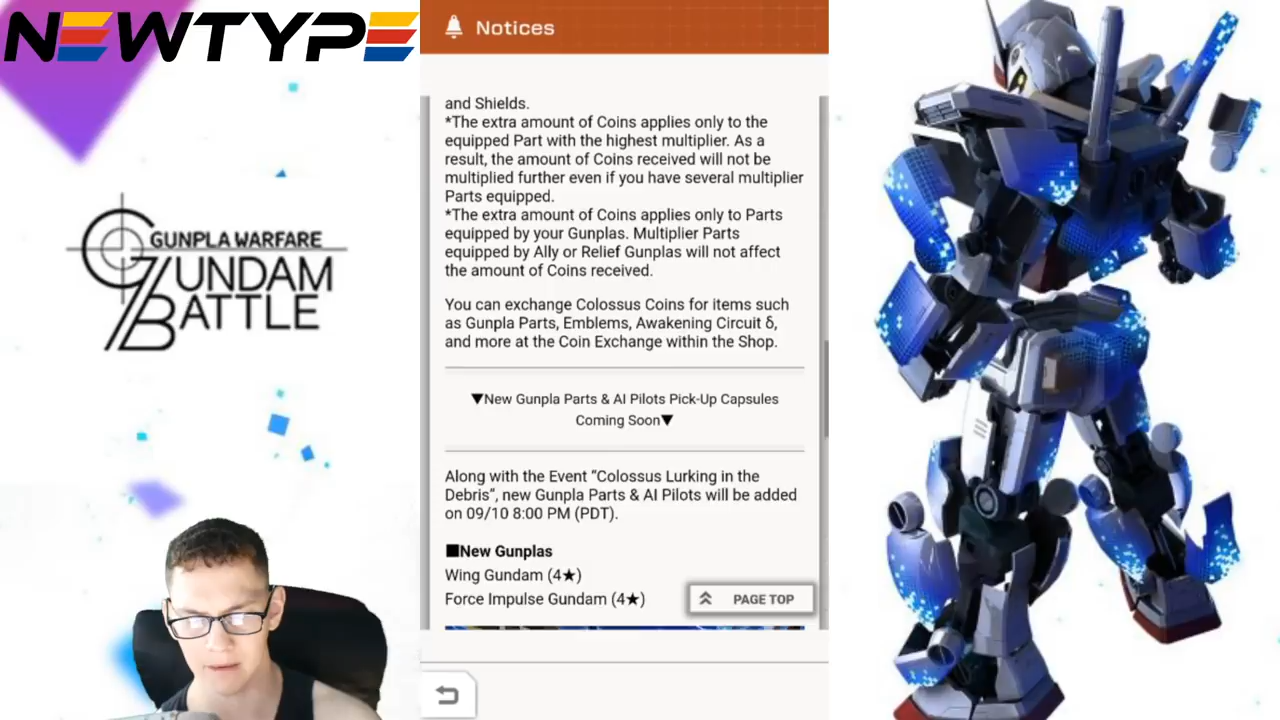 NEWTYPE
GUNPLA WARFARE
GUNDAM
BATTLE
Notices
and Shields.
*The extra amount of Coins applies only to the
equipped Part with the highest multiplier. As a
result, the amount of Coins received will not be
multiplied further even if you have several multiplier
Parts equipped.
*The extra amount of Coins applies only to Parts
equipped by your Gunplas. Multiplier Parts
equipped by Ally or Relief Gunplas will not affect
the amount of Coins received.
You can exchange Colossus Coins for items such
as Gunpla Parts, Emblems, Awakening Circuit δ,
and more at the Coin Exchange within the Shop.
▼New Gunpla Parts & AI Pilots Pick-Up Capsules
Coming Soon▼
Along with the Event “Colossus Lurking in the
Debris”, new Gunpla Parts & AI Pilots will be added
on 09/10 8:00 PM (PDT).
■New Gunplas
Wing Gundam (4★)
Force Impulse Gundam (4★)
PAGE TOP